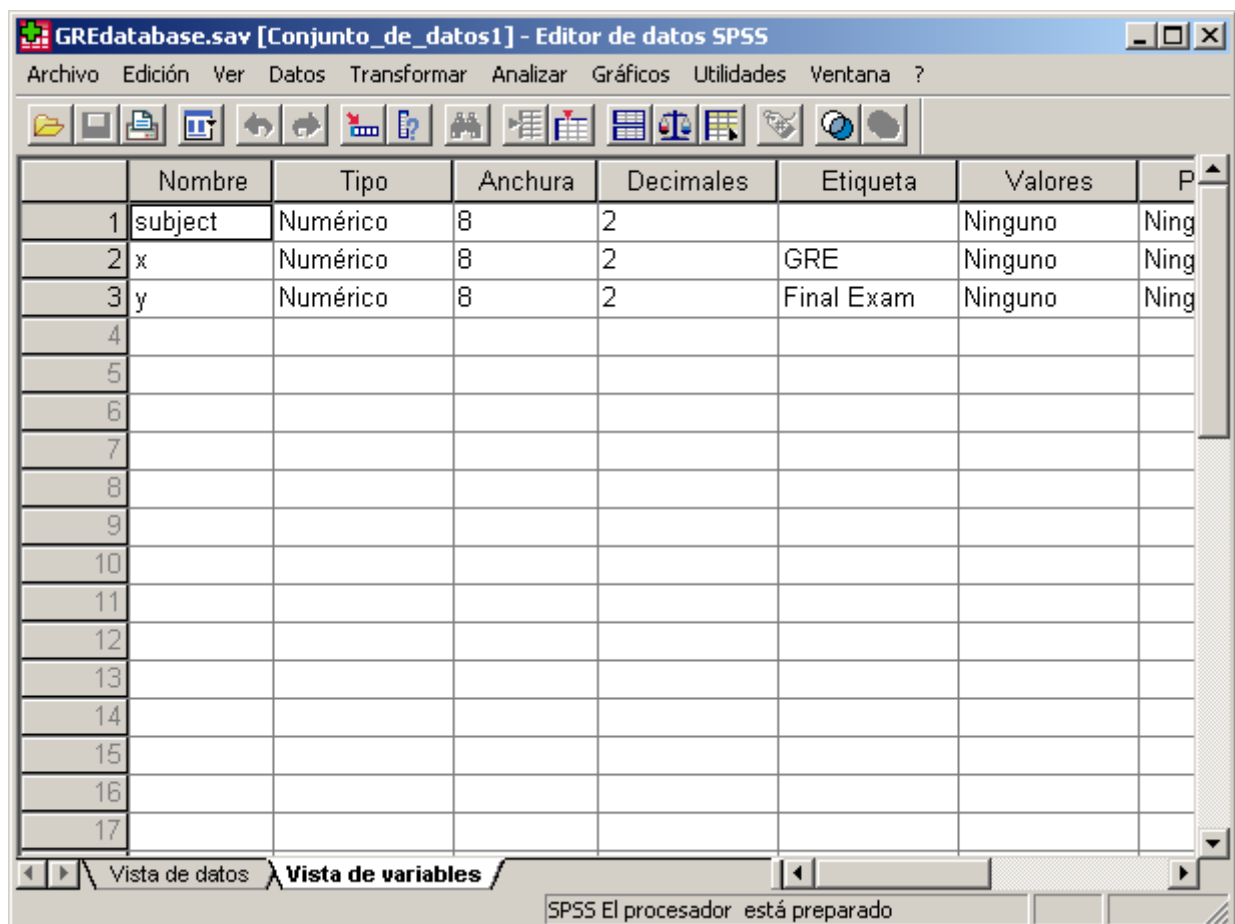 GREdatabase.sav [Conjunto_de_datos1] - Editor de datos SPSS
Archivo Edición Ver Datos Transformar Analizar Gráficos Utilidades Ventana ?
Nombre Tipo Anchura Decimales Etiqueta Valores P
1 subject Numérico 8 2 Ninguno Ning
2 x Numérico 8 2 GRE Ninguno Ning
3 y Numérico 8 2 Final Exam Ninguno Ning
4
5
6
7
8
9
10
11
12
13
14
15
16
17
Vista de datos Vista de variables
SPSS El procesador está preparado